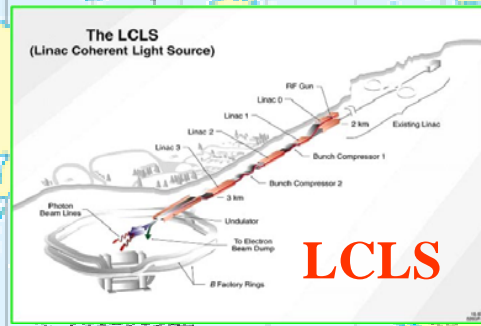 The LCLS
(Linac Coherent Light Source)
RF Gun
Linac 0
Linac 1
2 km
Existing Linac
Linac 2
Bunch Compressor 1
Linac 3
Bunch Compressor 2
3 km
Photon
Beam Lines
Undulator
To Electron
Beam Dump
B Factory Rings
LCLS